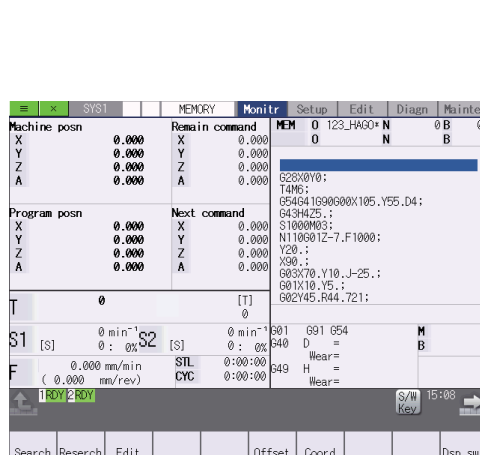 SYS1 MEMORY Monitr Setup Edit Diagn Mainte
Machine posn Remain command MEM O 123_HAGO* N 0 B
X 0.000 X 0.000 O N B
Y 0.000 Y 0.000
Z 0.000 Z 0.000
A 0.000 A 0.000
Program posn Next command
X 0.000 X 0.000
Y 0.000 Y 0.000
Z 0.000 Z 0.000
A 0.000 A 0.000
G28X0Y0;
T4M6;
G54G41G90G00X105.Y55.D4;
G43H4Z5.;
S1000M03;
N110G01Z-7.F1000;
Y20.;
X90.;
G03X70.Y10.J-25.;
G01X10.Y5.;
G02Y45.R44.721;
T 0 [T] 0
S1 [S] 0 min-1 0: 0% S2 [S] 0 min-1 0: 0%
F 0.000 mm/min STL 0:00:00
( 0.000 mm/rev) CYC 0:00:00
G01 G91 G54 M
G40 D = B
Wear=
G49 H =
Wear=
1RDY 2RDY S/W Key 15:08
Search Reserch Edit Offset Coord Dsp sw